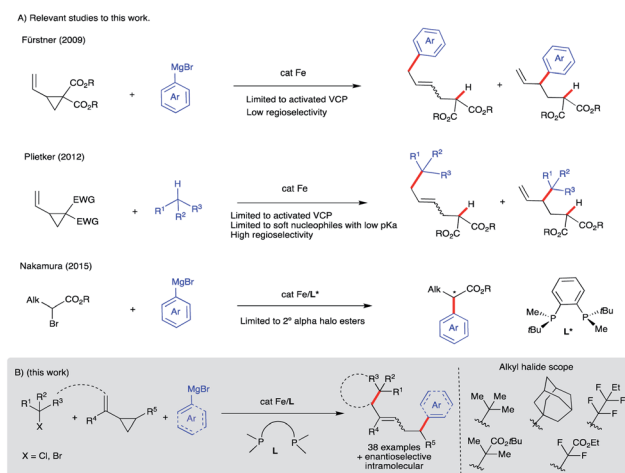 A) Relevant studies to this work.
Fürstner (2009)
MgBr
Ar
CO₂R
CO₂R
+
cat Fe
Limited to activated VCP
Low regioselectivity
Ar
H
RO₂C CO₂R
+
Ar
H
RO₂C CO₂R
Plietker (2012)
EWG
EWG
+
H
R¹ R² R³
cat Fe
Limited to activated VCP
Limited to soft nucleophiles with low pKa
High regioselectivity
R¹ R²
R³
H
RO₂C CO₂R
+
R¹ R²
R³
H
RO₂C CO₂R
Nakamura (2015)
Alk CO₂R
Br
+
MgBr
Ar
cat Fe/L*
Limited to 2º alpha halo esters
Alk CO₂R
*
Ar
Me P P tBu
tBu Me
L*
B) (this work)
R¹ R² R³
X
X = Cl, Br
+
R⁴ R⁵
+
MgBr
Ar
cat Fe/L
P P
L
R³ R²
R¹
R⁴
Ar
R⁵
38 examples
+ enantioselective
intramolecular
Alkyl halide scope
Me Me
Me
F Et
F F
F F
Me CO₂tBu
Me
F CO₂Et
F